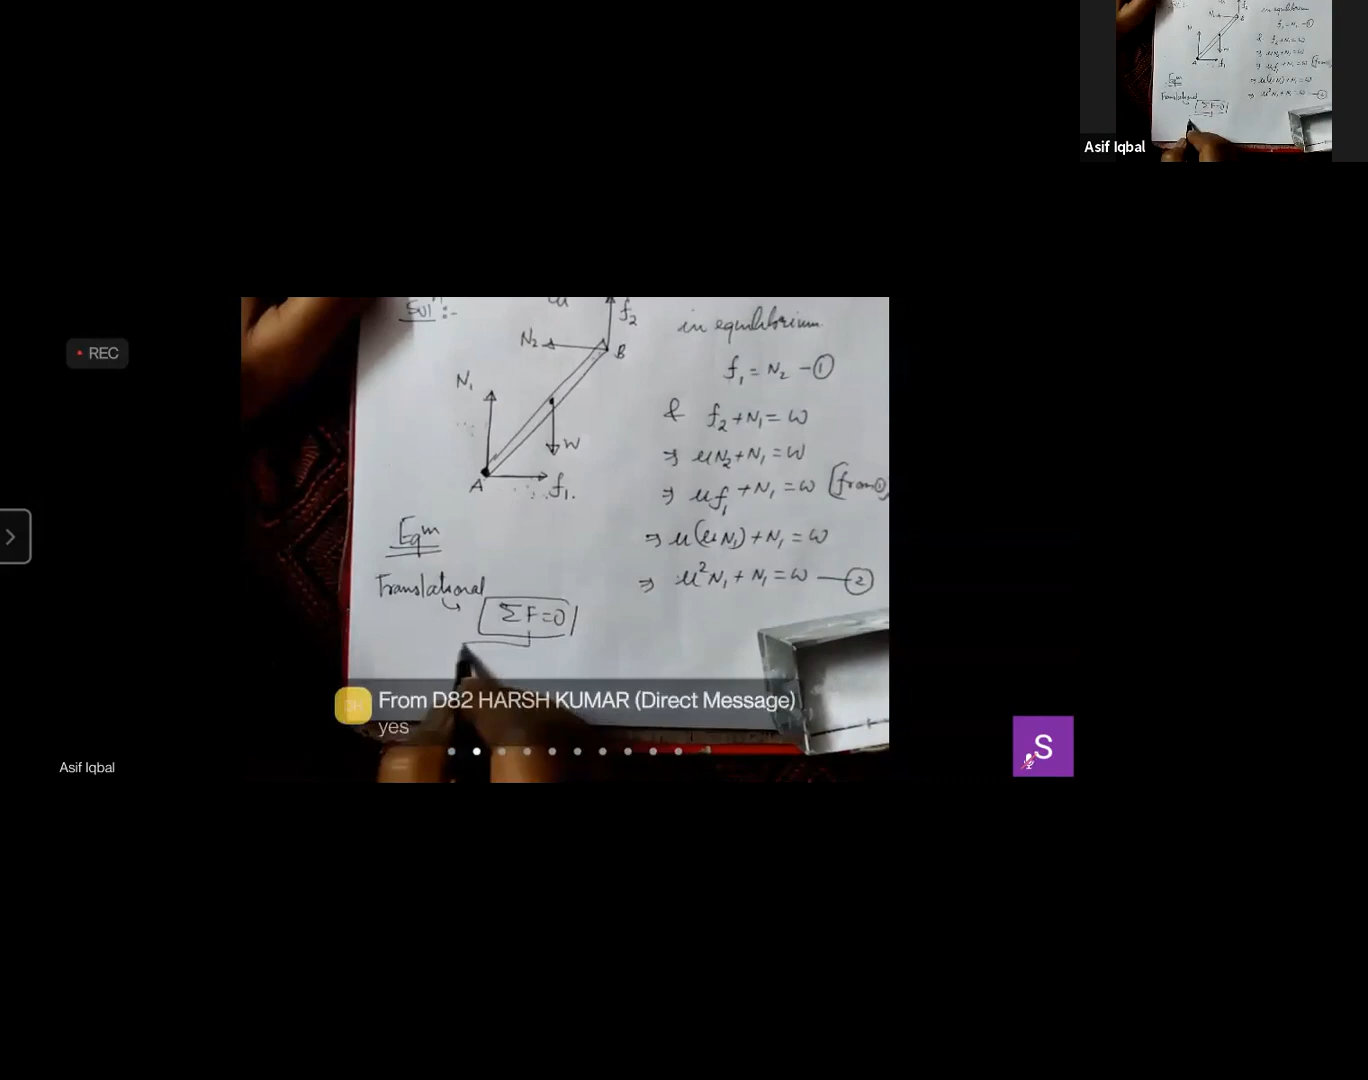 Asif Iqbal
REC
Solⁿ :-
f₂
N₂
B
N₁
W
A
f₁.
in equilibrium.
f₁ = N₂ -①
& f₂ + N₁ = W
⇒ μN₂ + N₁ = W
⇒ μf₁ + N₁ = W [from ①
⇒ μ(μN₁) + N₁ = W
⇒ μ²N₁ + N₁ = W -②
Eqᵐ
Translational
ΣF=0
From D82 HARSH KUMAR (Direct Message)
yes
S
Asif Iqbal